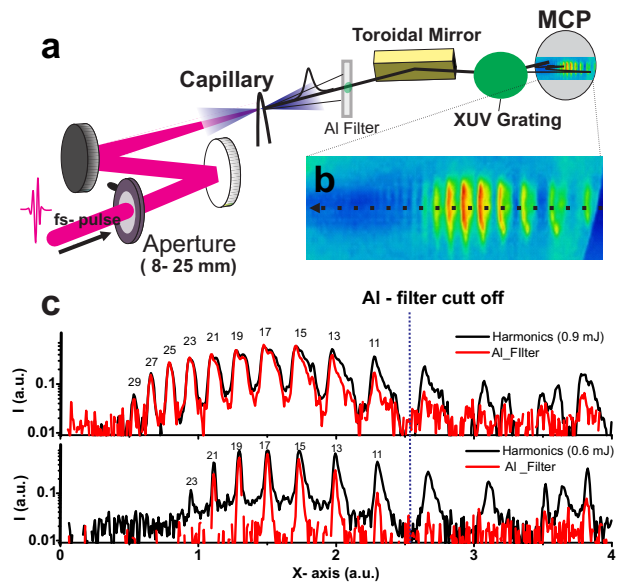 a
MCP
Toroidal Mirror
Capillary
Al Filter
XUV Grating
b
fs- pulse
Aperture
( 8- 25 mm)
c
Al - filter cutt off
Harmonics (0.9 mJ)
Al_FIlter
29 27 25 23 21 19 17 15 13 11
I (a.u.)
0.1
0.01
Harmonics (0.6 mJ)
Al _Filter
23 21 19 17 15 13 11
I (a.u.)
0.1
0.01
0 1 2 3 4
X- axis (a.u.)